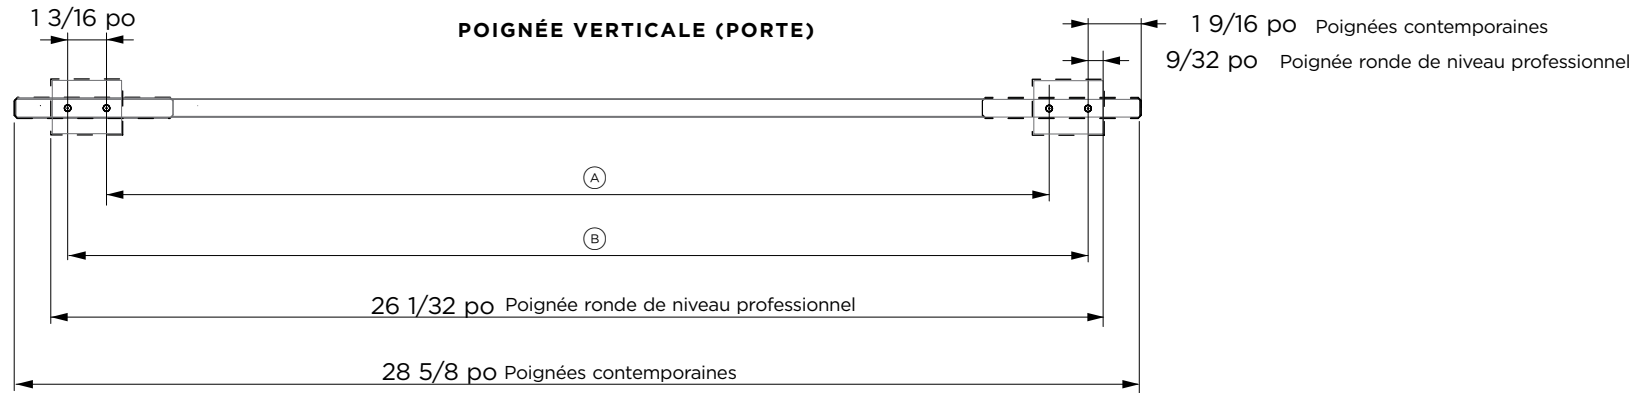 1 3/16 po
POIGNÉE VERTICALE (PORTE)
1 9/16 po Poignées contemporaines
9/32 po Poignée ronde de niveau professionnel
A
B
26 1/32 po Poignée ronde de niveau professionnel
28 5/8 po Poignées contemporaines